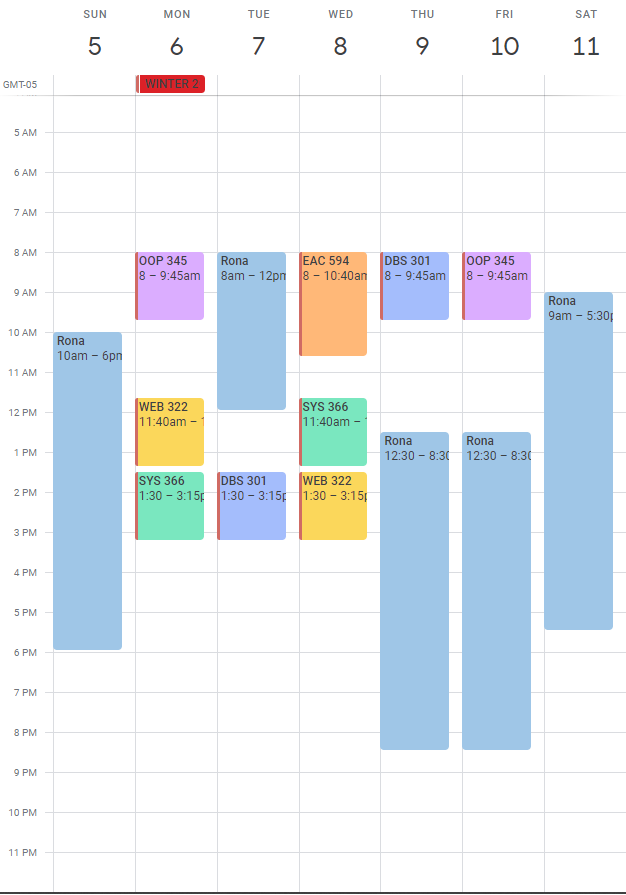 SUN MON TUE WED THU FRI SAT
5 6 7 8 9 10 11
GMT-05 WINTER 2
5 AM
6 AM
7 AM
8 AM
9 AM
10 AM
11 AM
12 PM
1 PM
2 PM
3 PM
4 PM
5 PM
6 PM
7 PM
8 PM
9 PM
10 PM
11 PM
Rona
10am – 6pm
OOP 345
8 – 9:45am
WEB 322
11:40am – 1
SYS 366
1:30 – 3:15p
Rona
8am – 12pm
DBS 301
1:30 – 3:15p
EAC 594
8 – 10:40am
SYS 366
11:40am – 1
WEB 322
1:30 – 3:15p
DBS 301
8 – 9:45am
Rona
12:30 – 8:30
OOP 345
8 – 9:45am
Rona
12:30 – 8:30
Rona
9am – 5:30p